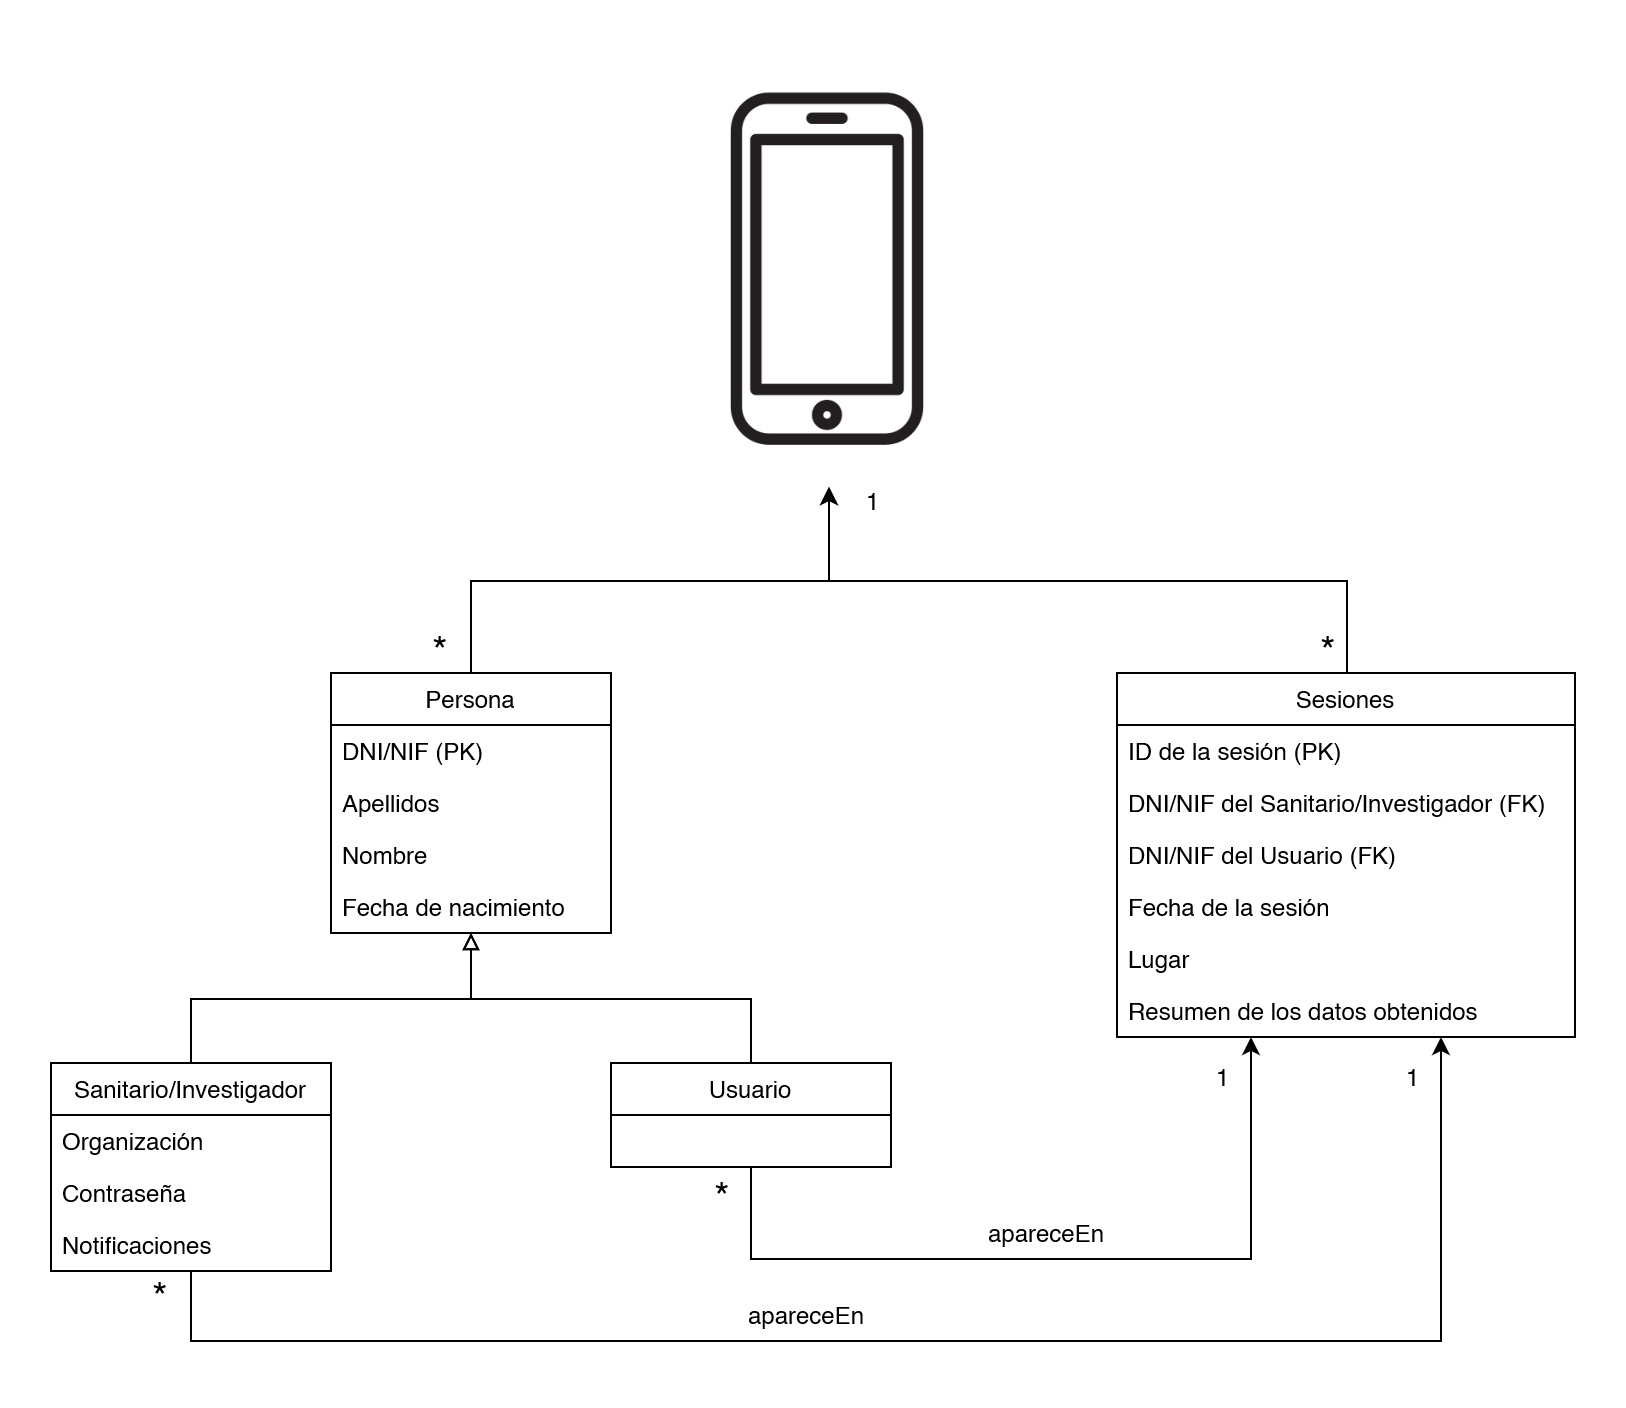 1
*
*
Persona
DNI/NIF (PK)
Apellidos
Nombre
Fecha de nacimiento
Sesiones
ID de la sesión (PK)
DNI/NIF del Sanitario/Investigador (FK)
DNI/NIF del Usuario (FK)
Fecha de la sesión
Lugar
Resumen de los datos obtenidos
Sanitario/Investigador
Organización
Contraseña
Notificaciones
Usuario
1
1
*
apareceEn
*
apareceEn